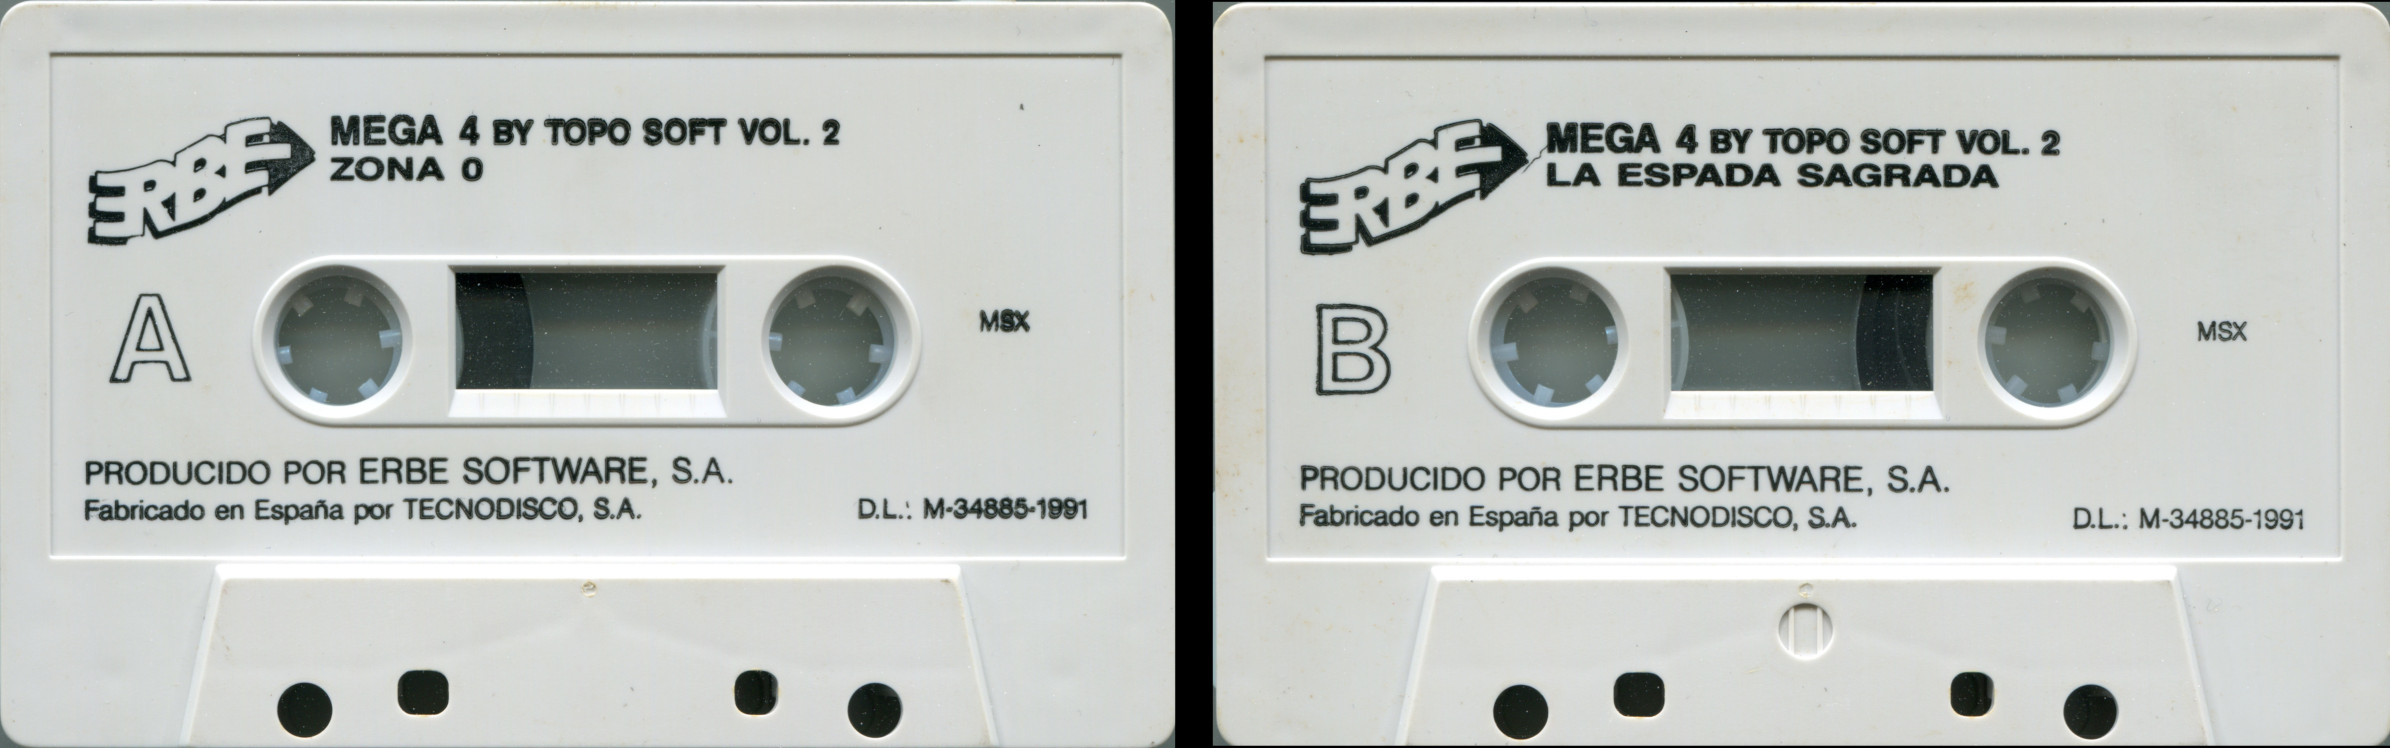 ERBE
MEGA 4 BY TOPO SOFT VOL. 2
ZONA 0
A
MSX
PRODUCIDO POR ERBE SOFTWARE, S.A.
Fabricado en España por TECNODISCO, S.A.
D.L.: M-34885-1991
ERBE
MEGA 4 BY TOPO SOFT VOL. 2
LA ESPADA SAGRADA
B
MSX
PRODUCIDO POR ERBE SOFTWARE, S.A.
Fabricado en España por TECNODISCO, S.A.
D.L.: M-34885-1991